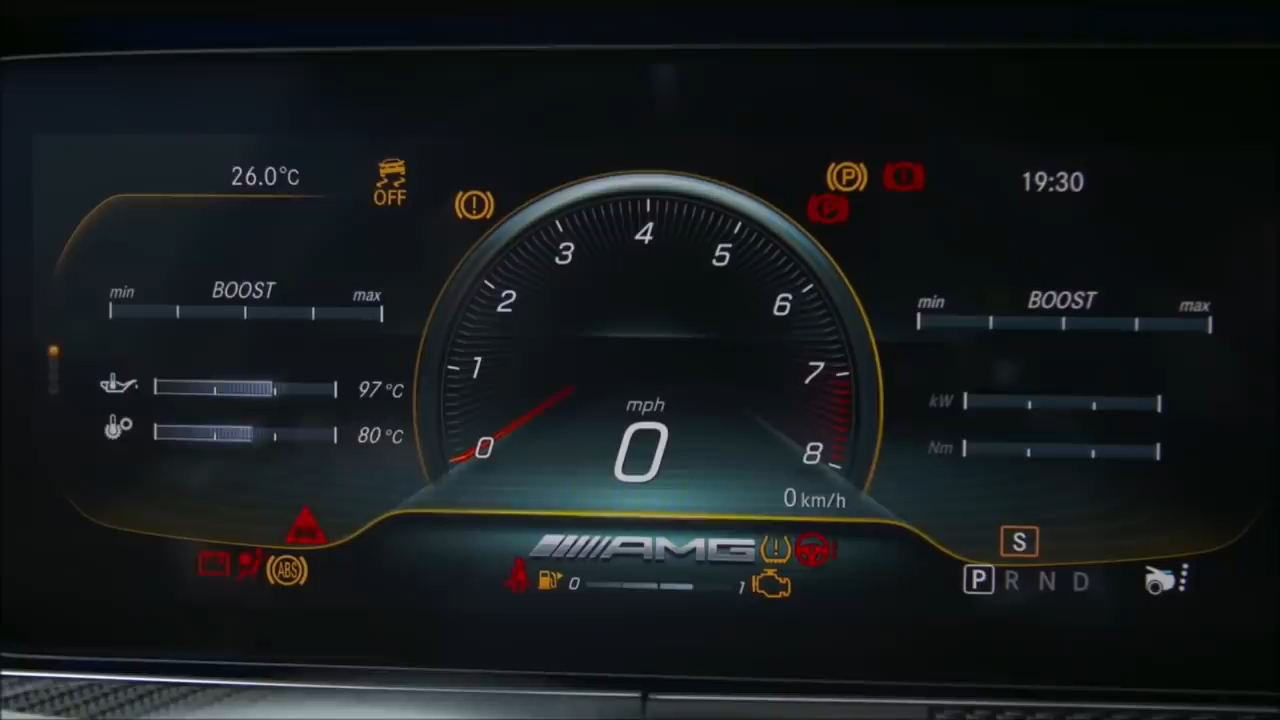 26.0°C
OFF
P
P
19:30
min BOOST max
97 °C
80 °C
0 1 2 3 4 5 6 7 8
mph
0
0 km/h
min BOOST max
kW
Nm
AMG
ABS
0 1
S
P R N D